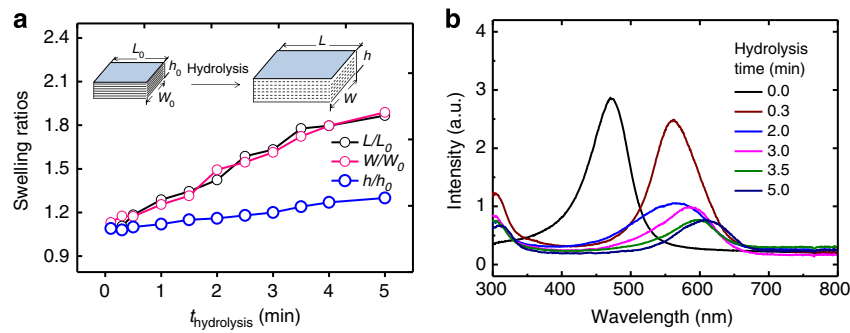 a
L₀
h₀
W₀
Hydrolysis
L
h
W
Swelling ratios
2.4
2.1
1.8
1.5
1.2
0.9
L/L₀
W/W₀
h/h₀
0 1 2 3 4 5
t_hydrolysis (min)
b
Intensity (a.u.)
4
3
2
1
0
Hydrolysis
time (min)
0.0
0.3
2.0
3.0
3.5
5.0
300 400 500 600 700 800
Wavelength (nm)